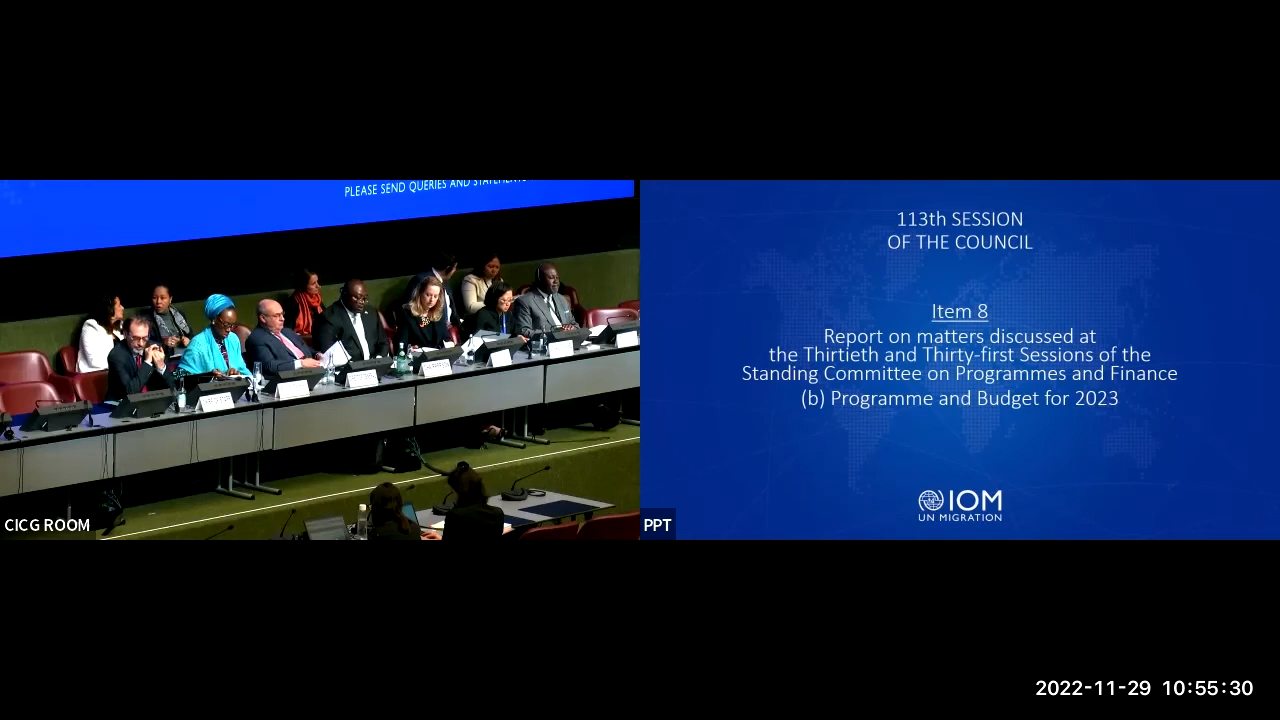 PLEASE SEND QUERIES AND STATEMENTS
CICG ROOM
113th SESSION
OF THE COUNCIL
Item 8
Report on matters discussed at
the Thirtieth and Thirty-first Sessions of the
Standing Committee on Programmes and Finance
(b) Programme and Budget for 2023
IOM
UN MIGRATION
PPT
2022-11-29 10:55:30